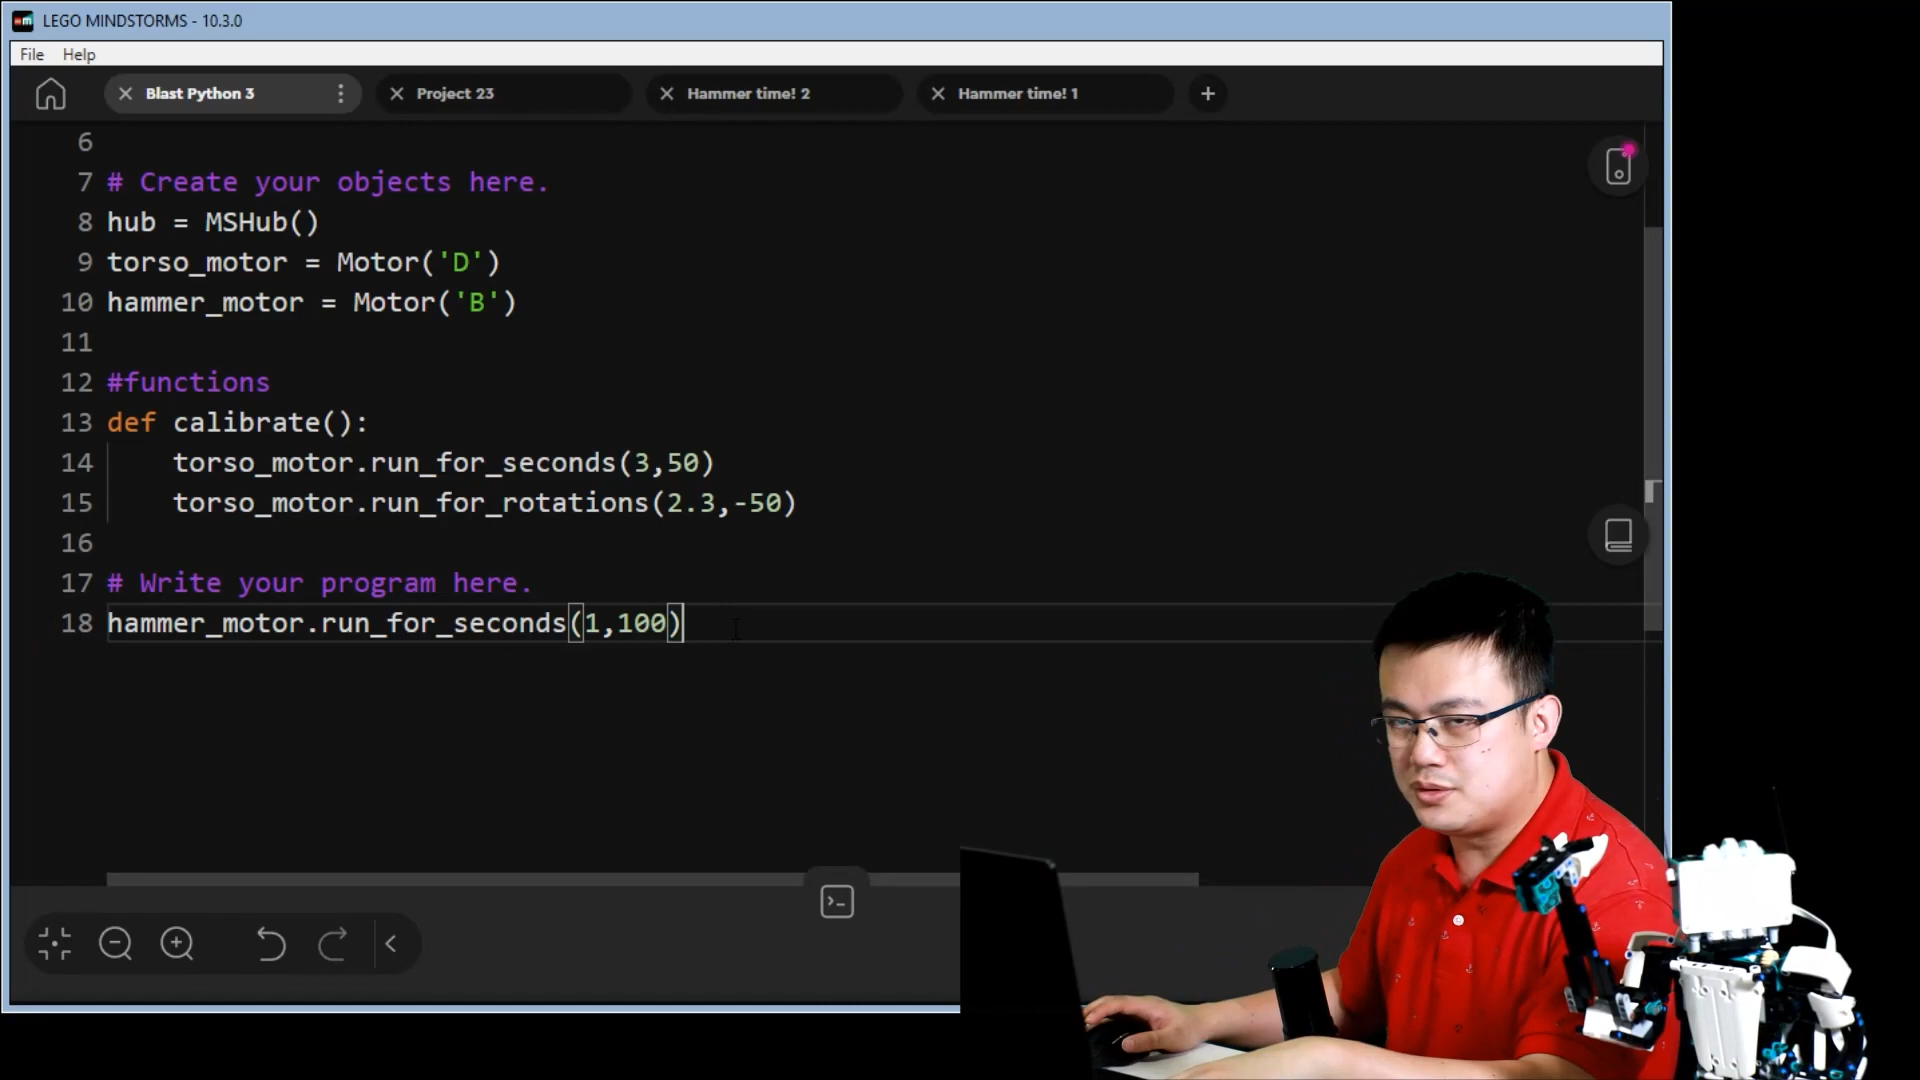 LEGO MINDSTORMS - 10.3.0
File Help
Blast Python 3 Project 23 Hammer time! 2 Hammer time! 1
6
7 # Create your objects here.
8 hub = MSHub()
9 torso_motor = Motor('D')
10 hammer_motor = Motor('B')
11
12 #functions
13 def calibrate():
14 torso_motor.run_for_seconds(3,50)
15 torso_motor.run_for_rotations(2.3,-50)
16
17 # Write your program here.
18 hammer_motor.run_for_seconds(1,100)